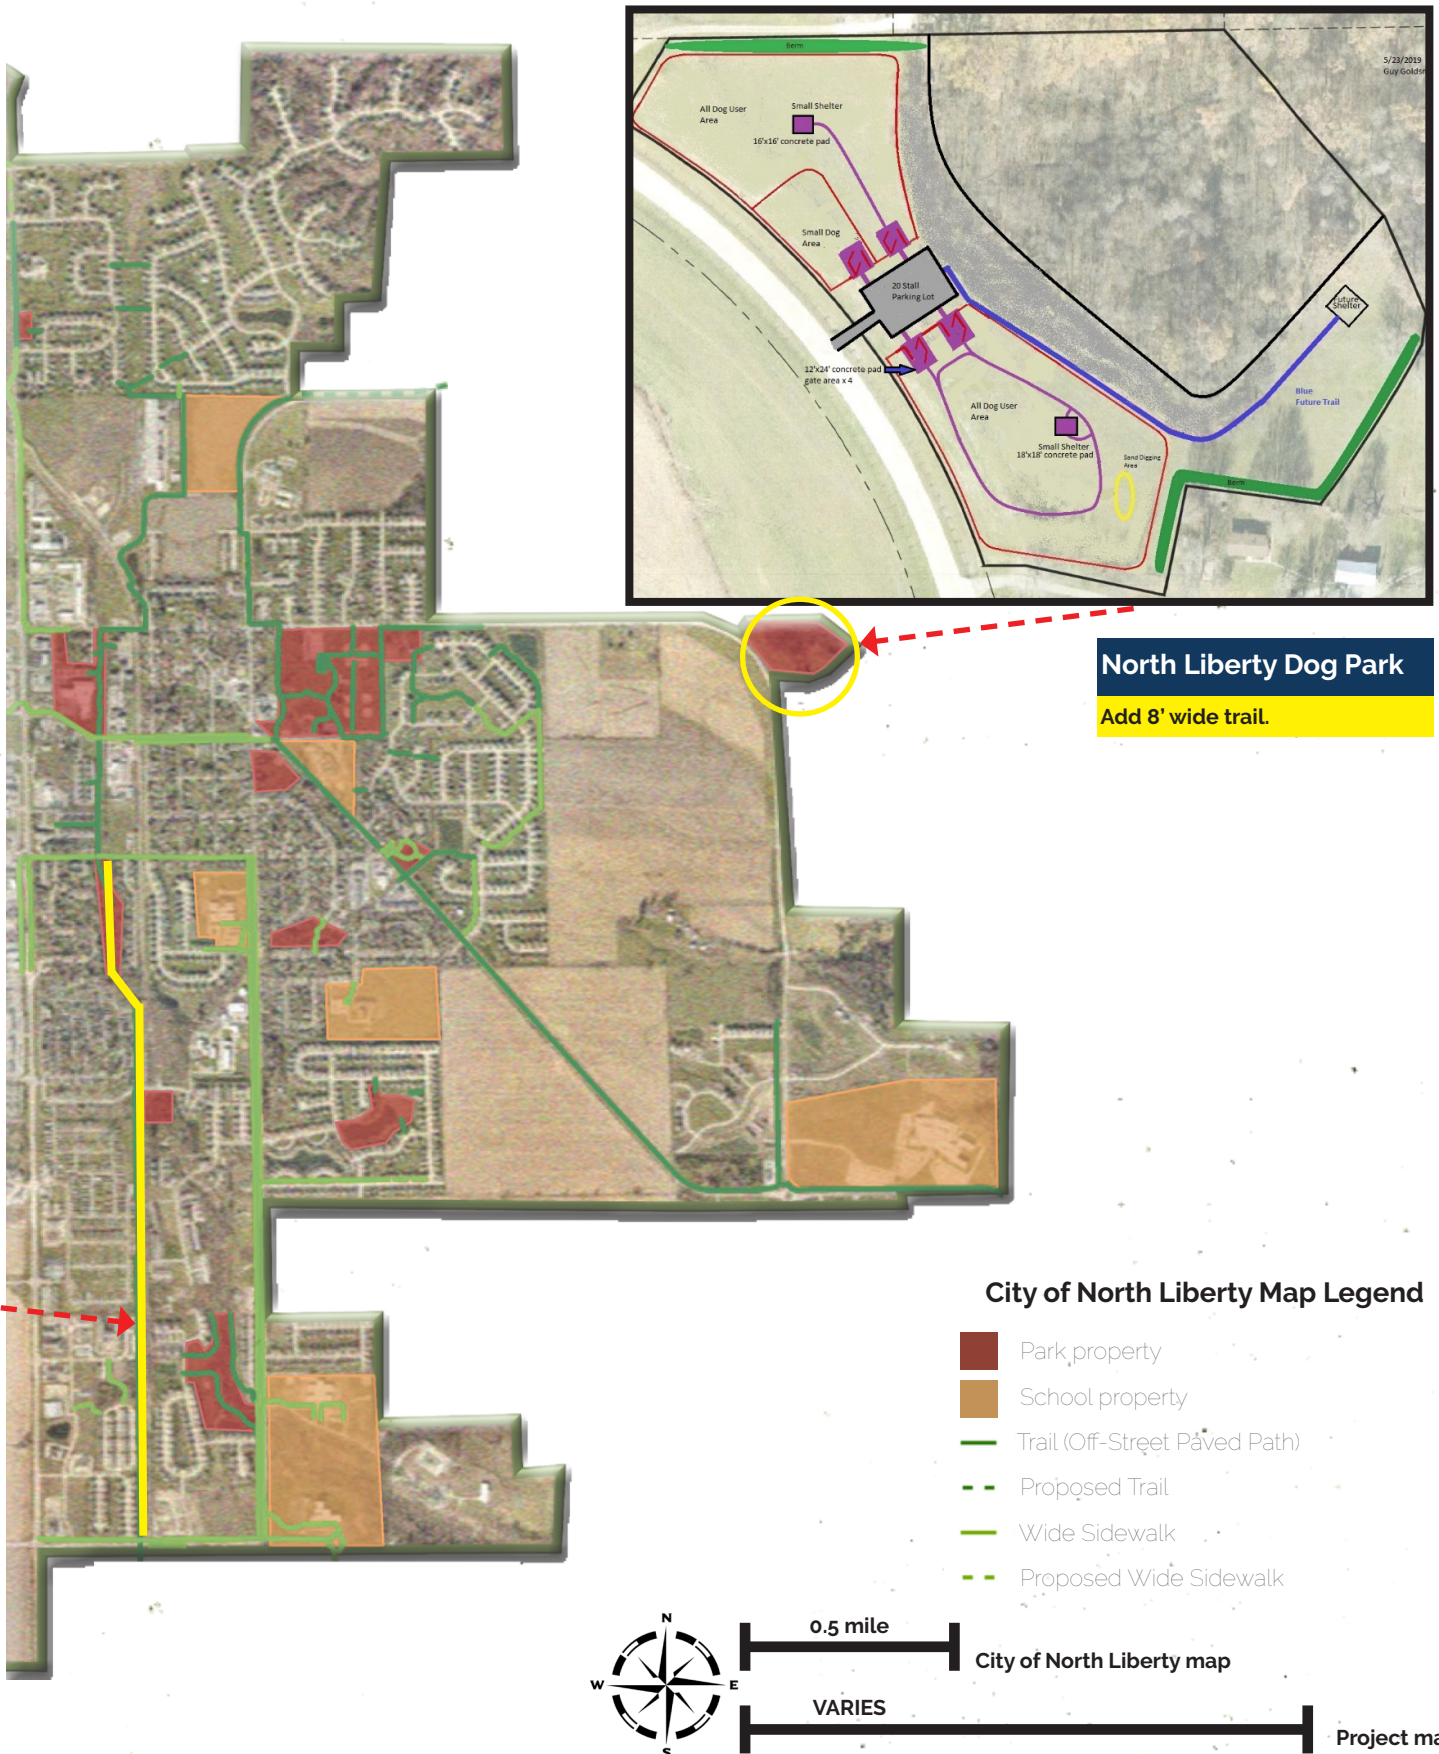 Berm
5/23/2019
Guy Golds
All Dog User
Area
Small Shelter
16'x16' concrete pad
Small Dog
Area
20 Stall
Parking Lot
Future
Shelter
12'x24' concrete pad
gate area x 4
Blue
Future Trail
All Dog User
Area
Small Shelter
18'x18' concrete pad
Sand Digging
Area
Berm
North Liberty Dog Park
Add 8’ wide trail.
City of North Liberty Map Legend
Park property
School property
Trail (Off-Street Paved Path)
Proposed Trail
Wide Sidewalk
Proposed Wide Sidewalk
N
W
E
S
0.5 mile
City of North Liberty map
VARIES
Project ma